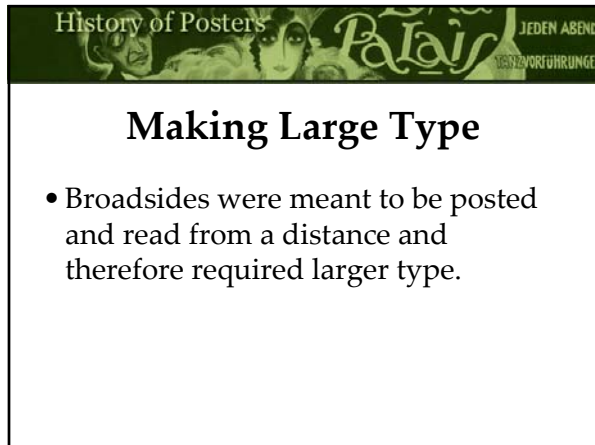 History of Posters
PALAIS
JEDEN ABEND
TANZVORFÜHRUNGE
Making Large Type
• Broadsides were meant to be posted
and read from a distance and
therefore required larger type.